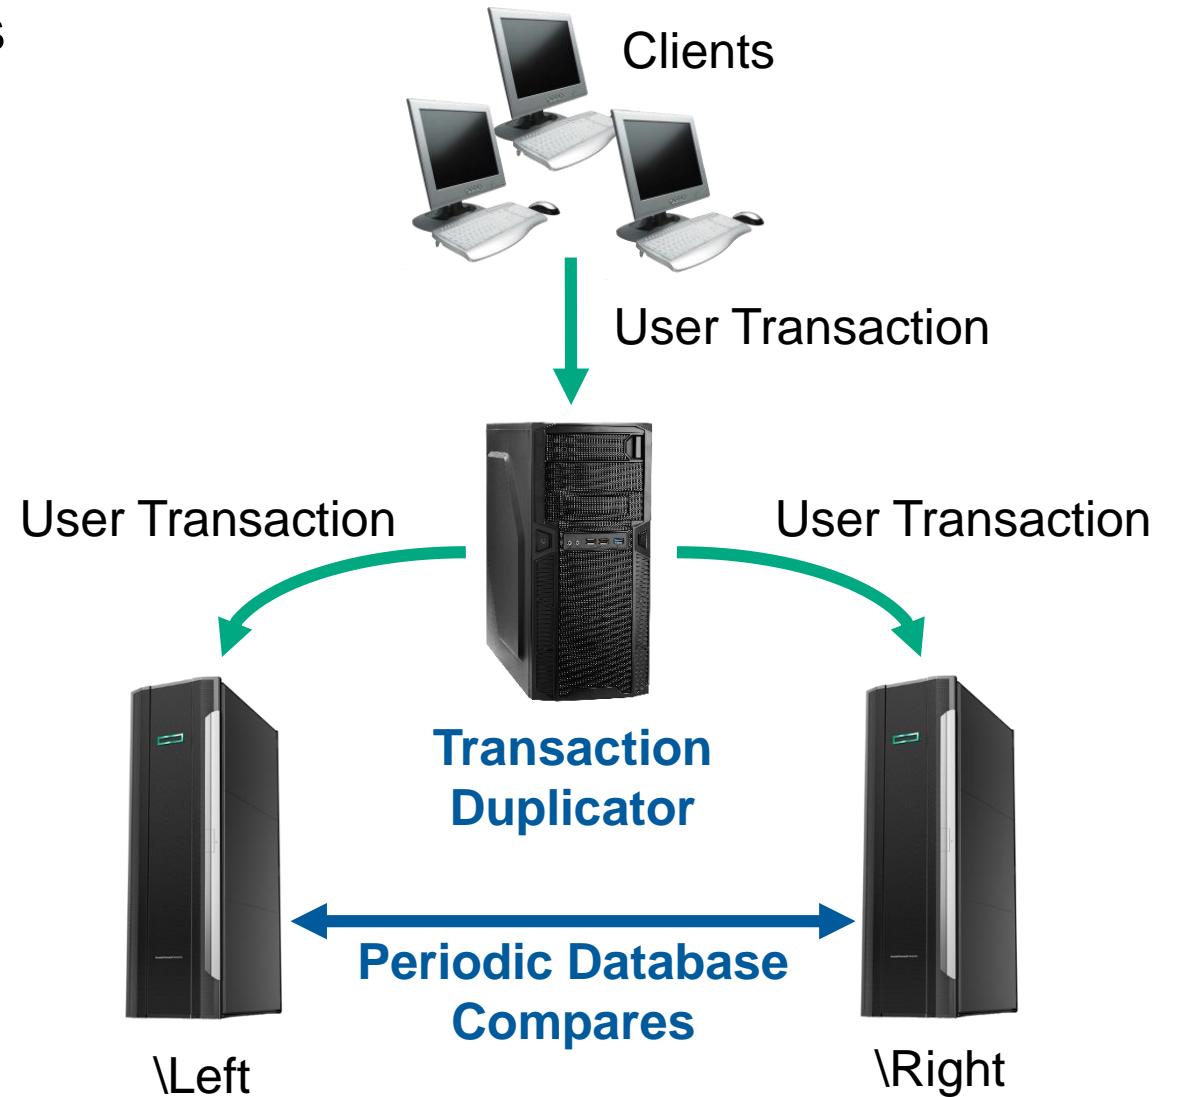 s
Clients
User Transaction
User Transaction
User Transaction
Transaction
Duplicator
Periodic Database
Compares
\Left
\Right